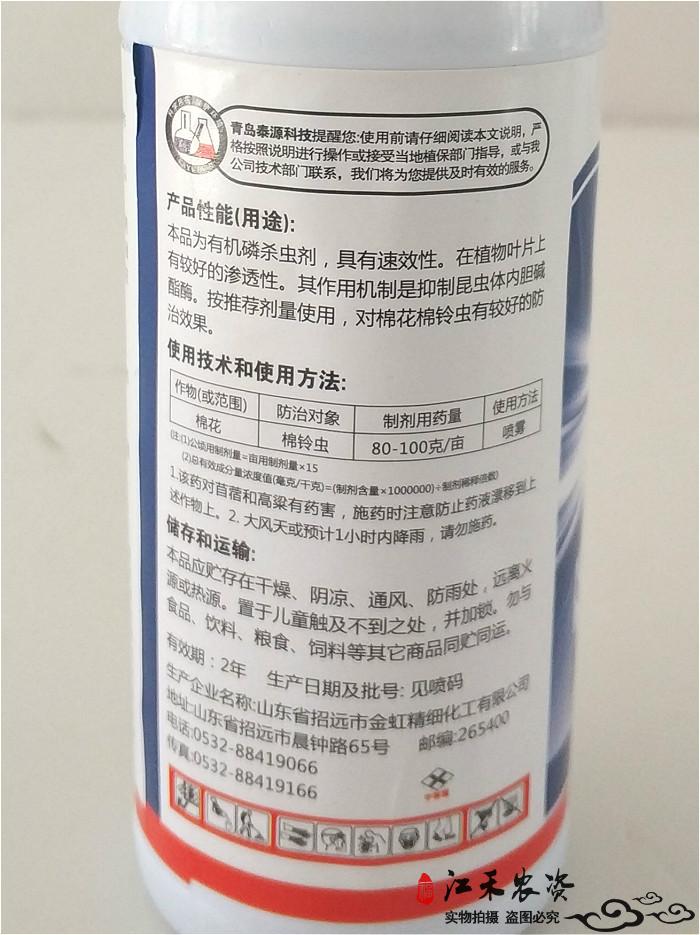 青岛泰源科技提醒您:使用前请仔细阅读本文说明，严
格按照说明进行操作或接受当地植保部门指导，或与我
公司技术部门联系，我们将为您提供及时有效的服务。
产品性能(用途):
本品为有机磷杀虫剂，具有速效性。在植物叶片上
有较好的渗透性。其作用机制是抑制昆虫体内胆碱
酯酶。按推荐剂量使用，对棉花棉铃虫有较好的防
治效果。
使用技术和使用方法:
作物(或范围) 防治对象 制剂用药量 使用方法
棉花 棉铃虫 80-100克/亩 喷雾
(注:(1)公顷用制剂量=亩用制剂量×15
(2)总有效成分量浓度值(毫克/千克)=(制剂含量×1000000)÷制剂稀释倍数)
1.该药对苜蓿和高粱有药害，施药时注意防止药液漂移到上
述作物上。2. 大风天或预计1小时内降雨，请勿施药。
储存和运输:
本品应贮存在干燥、阴凉、通风、防雨处，远离火
源或热源。置于儿童触及不到之处，并加锁。勿与
食品、饮料、粮食、饲料等其它商品同贮同运。
有效期：2年 生产日期及批号: 见喷码
生产企业名称:山东省招远市金虹精细化工有限公司
地址:山东省招远市晨钟路65号 邮编:265400
电话:0532-88419066
传真:0532-88419166
江禾农资
实物拍摄 盗图必究